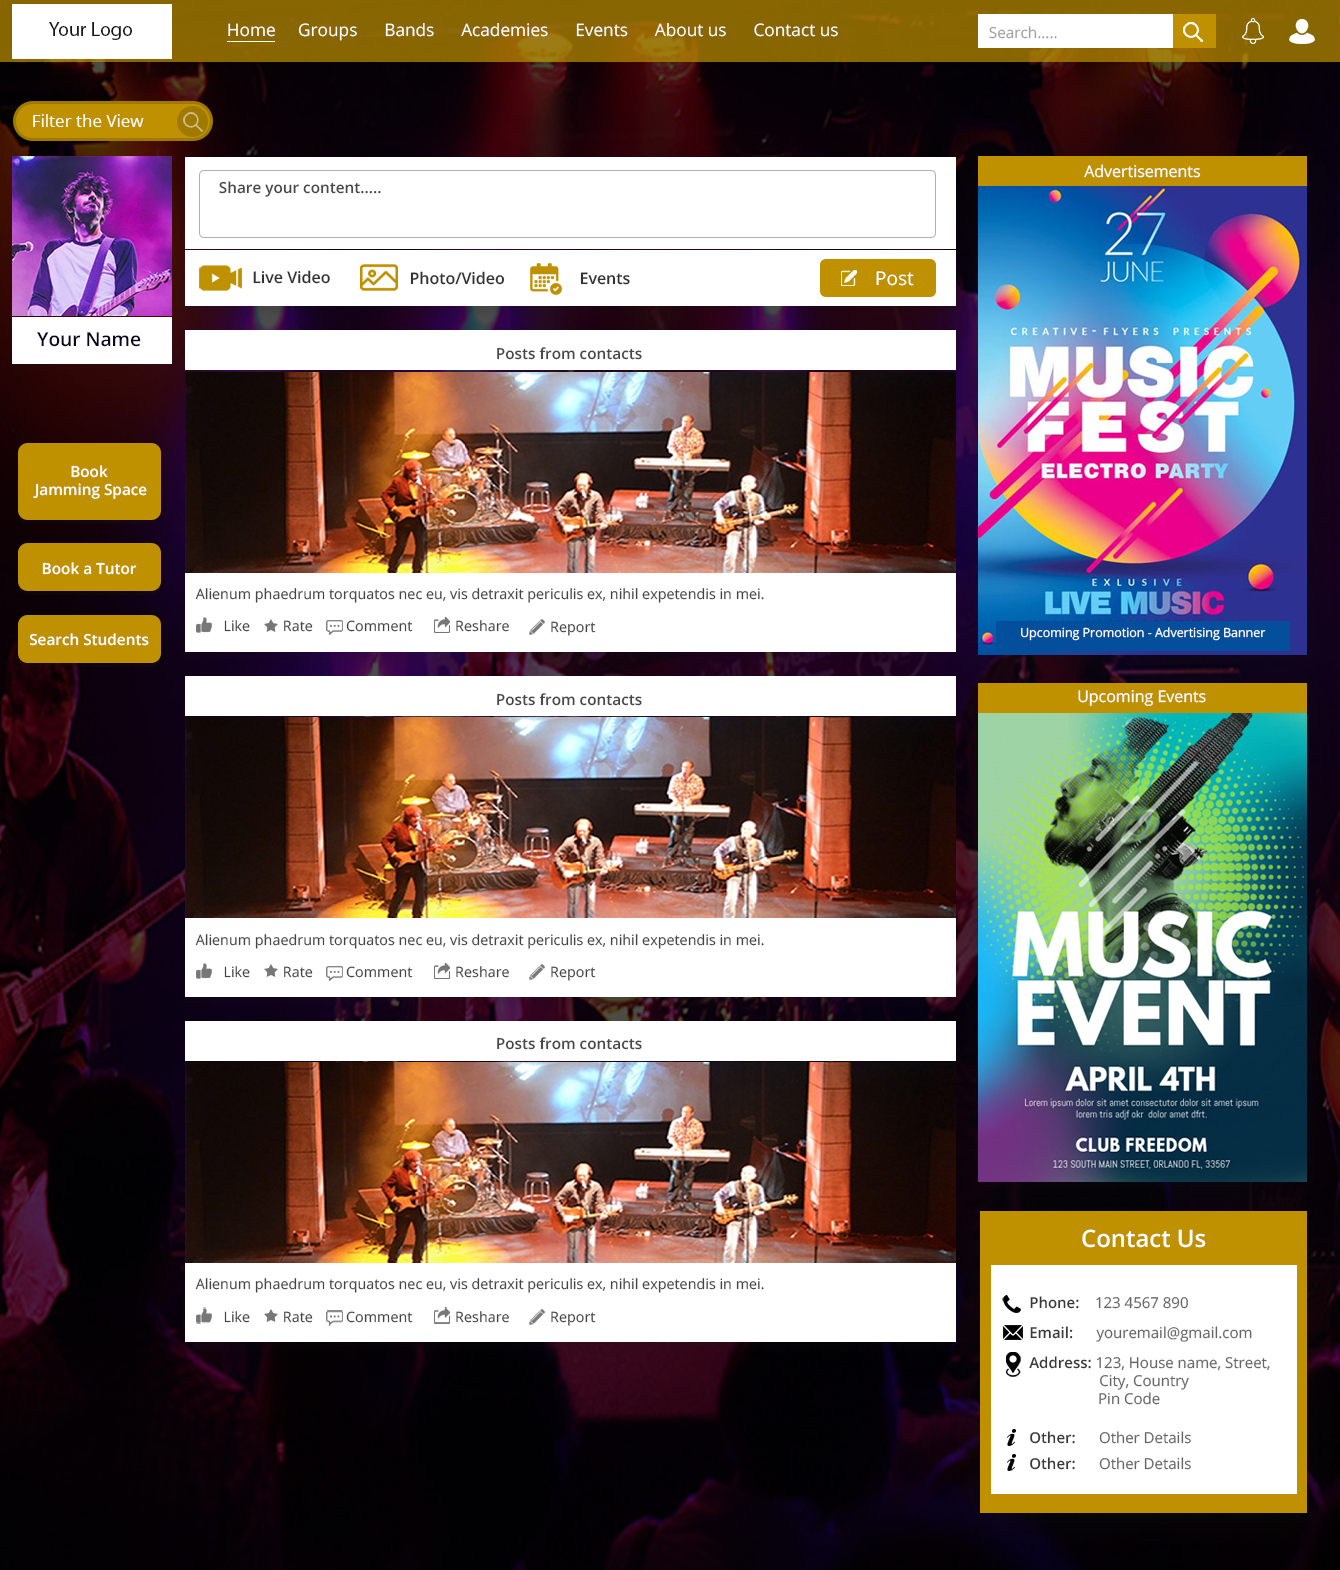 Your Logo
Home Groups Bands Academies Events About us Contact us
Search.....
Filter the View
Your Name
Book
Jamming Space
Book a Tutor
Search Students
Share your content.....
Live Video Photo/Video Events Post
Posts from contacts
Alienum phaedrum torquatos nec eu, vis detraxit periculis ex, nihil expetendis in mei.
Like Rate Comment Reshare Report
Posts from contacts
Alienum phaedrum torquatos nec eu, vis detraxit periculis ex, nihil expetendis in mei.
Like Rate Comment Reshare Report
Posts from contacts
Alienum phaedrum torquatos nec eu, vis detraxit periculis ex, nihil expetendis in mei.
Like Rate Comment Reshare Report
Advertisements
27
JUNE
CREATIVE-FLYERS PRESENTS
MUSIC
FEST
ELECTRO PARTY
EXLUSIVE
LIVE MUSIC
Upcoming Promotion - Advertising Banner
Upcoming Events
MUSIC
EVENT
APRIL 4TH
Lorem ipsum dolor sit amet consectutor dolor sit amet ipsum
lorem tris adjf okr dolor amet dfrt.
CLUB FREEDOM
123 SOUTH MAIN STREET, ORLANDO FL, 33567
Contact Us
Phone: 123 4567 890
Email: youremail@gmail.com
Address: 123, House name, Street,
City, Country
Pin Code
Other: Other Details
Other: Other Details